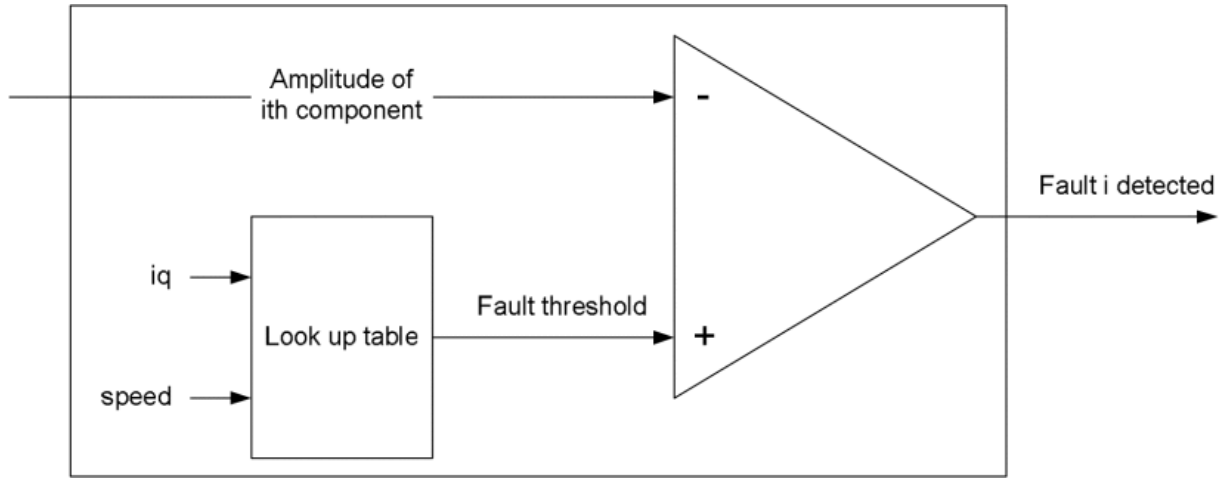 Amplitude of
ith component
-
Fault i detected
iq
Fault threshold
Look up table
+
speed